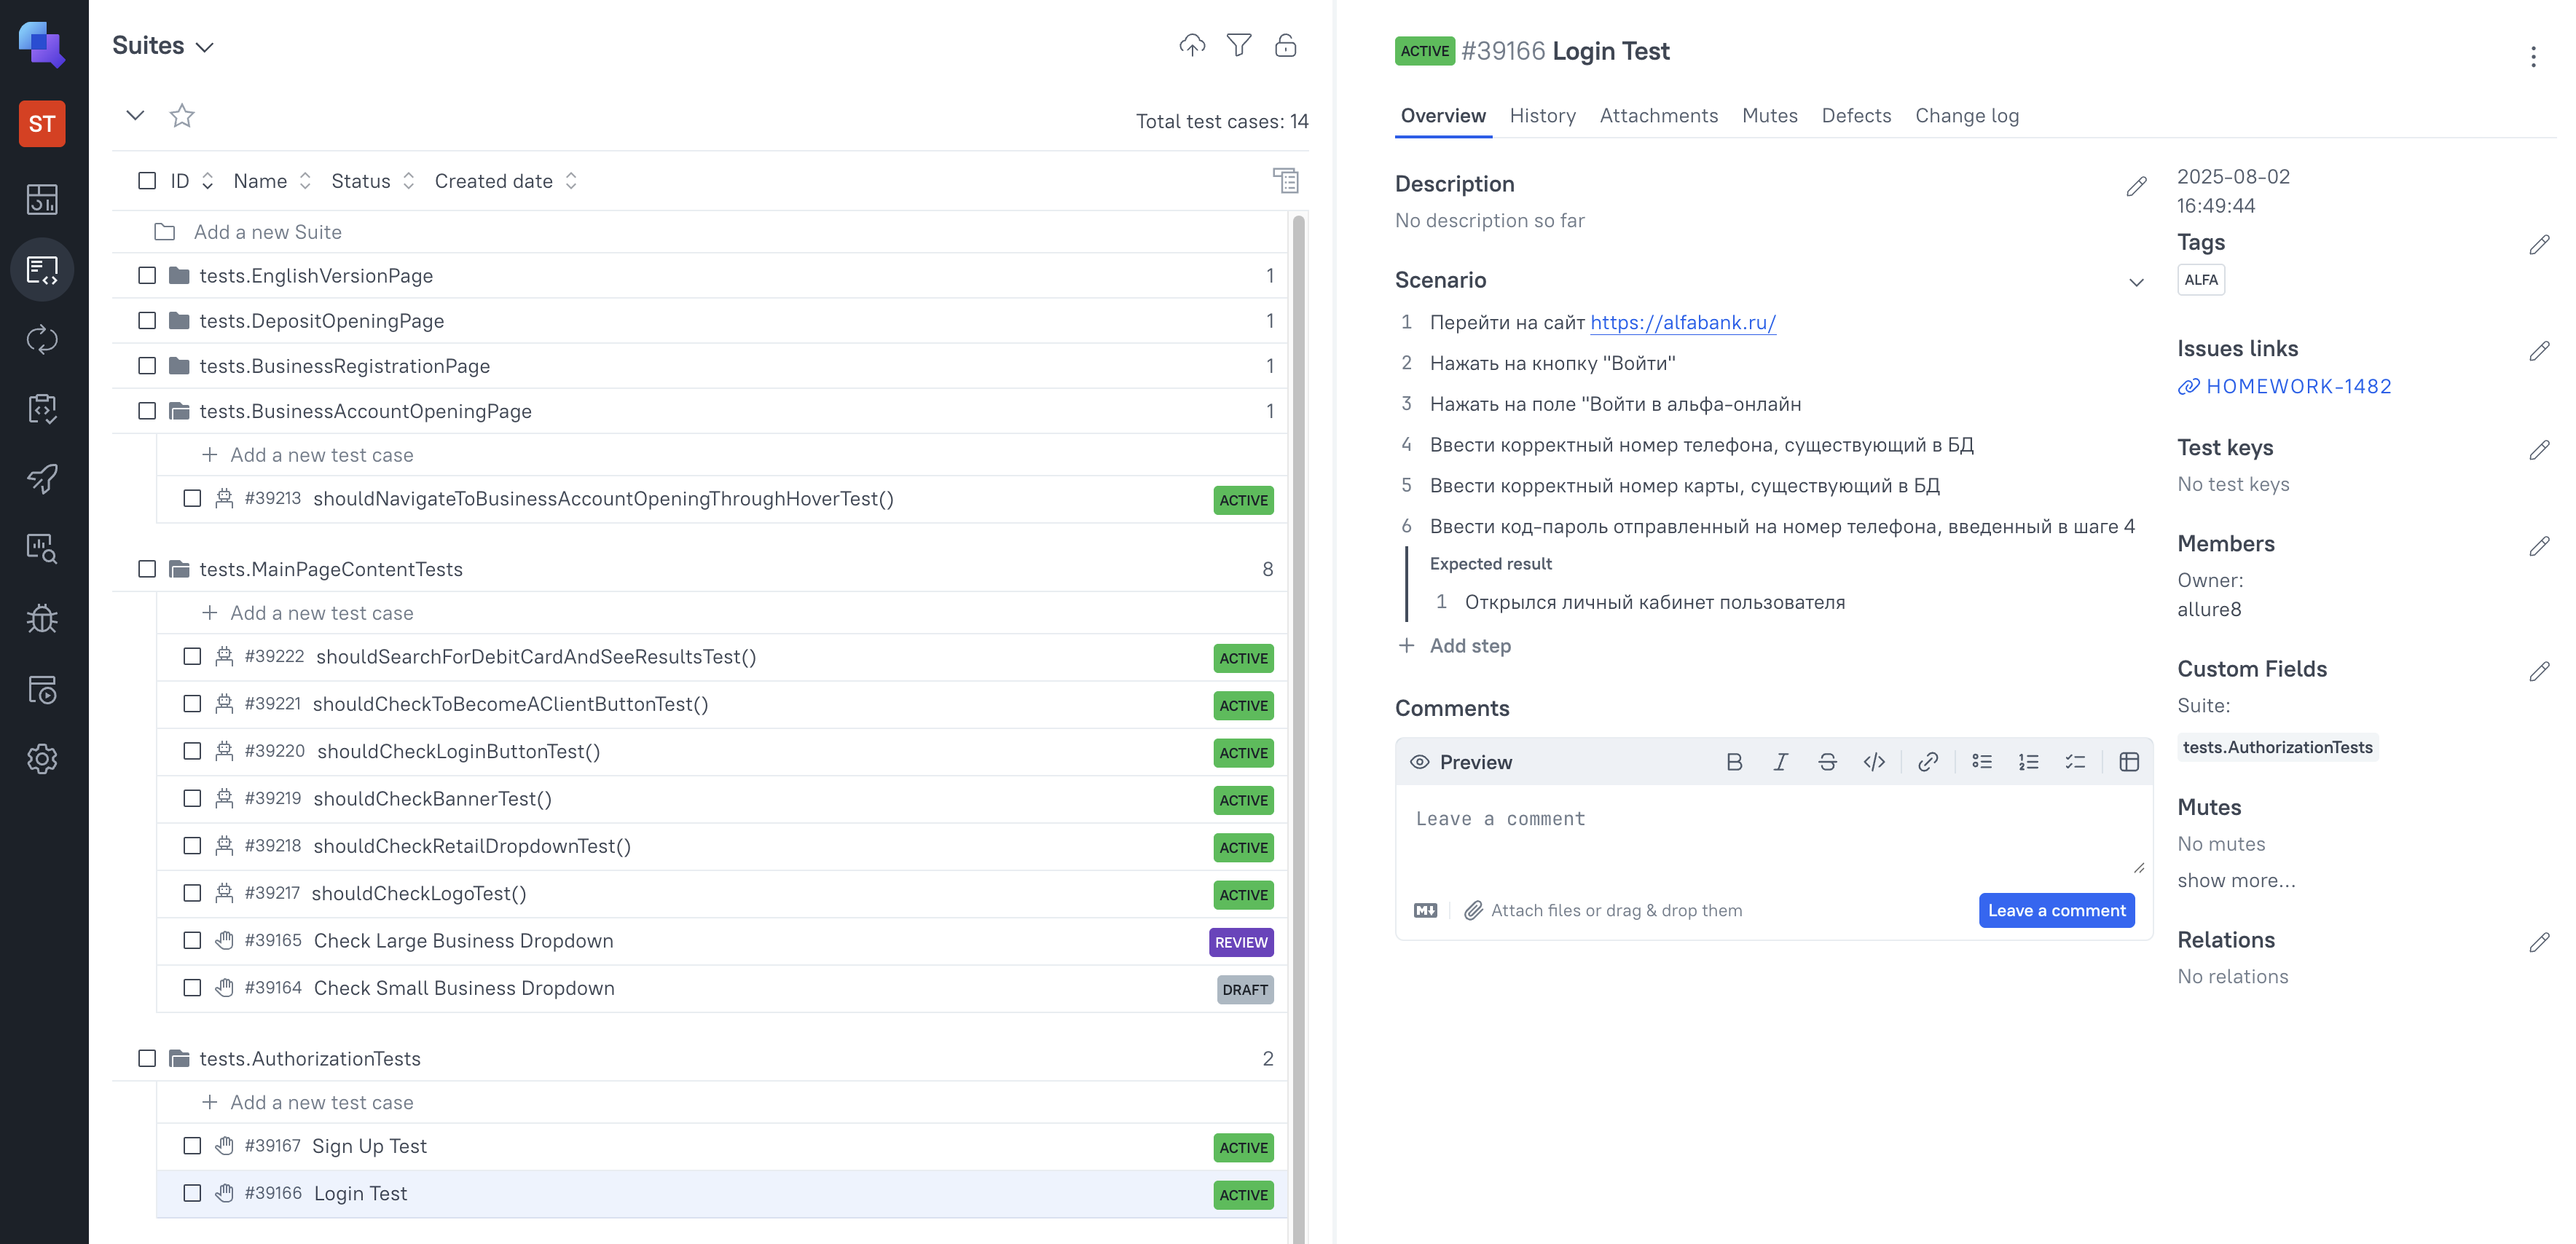 Suites
ST
Total test cases: 14
ID Name Status Created date
Add a new Suite
tests.EnglishVersionPage 1
tests.DepositOpeningPage 1
tests.BusinessRegistrationPage 1
tests.BusinessAccountOpeningPage 1
Add a new test case
#39213 shouldNavigateToBusinessAccountOpeningThroughHoverTest() ACTIVE
tests.MainPageContentTests 8
Add a new test case
#39222 shouldSearchForDebitCardAndSeeResultsTest() ACTIVE
#39221 shouldCheckToBecomeAClientButtonTest() ACTIVE
#39220 shouldCheckLoginButtonTest() ACTIVE
#39219 shouldCheckBannerTest() ACTIVE
#39218 shouldCheckRetailDropdownTest() ACTIVE
#39217 shouldCheckLogoTest() ACTIVE
#39165 Check Large Business Dropdown REVIEW
#39164 Check Small Business Dropdown DRAFT
tests.AuthorizationTests 2
Add a new test case
#39167 Sign Up Test ACTIVE
#39166 Login Test ACTIVE
ACTIVE #39166 Login Test
Overview History Attachments Mutes Defects Change log
Description
No description so far
Scenario
1 Перейти на сайт https://alfabank.ru/
2 Нажать на кнопку "Войти"
3 Нажать на поле "Войти в альфа-онлайн
4 Ввести корректный номер телефона, существующий в БД
5 Ввести корректный номер карты, существующий в БД
6 Ввести код-пароль отправленный на номер телефона, введенный в шаге 4
Expected result
1 Открылся личный кабинет пользователя
Add step
Comments
Preview
Leave a comment
Attach files or drag & drop them
Leave a comment
2025-08-02
16:49:44
Tags
ALFA
Issues links
HOMEWORK-1482
Test keys
No test keys
Members
Owner:
allure8
Custom Fields
Suite:
tests.AuthorizationTests
Mutes
No mutes
show more...
Relations
No relations